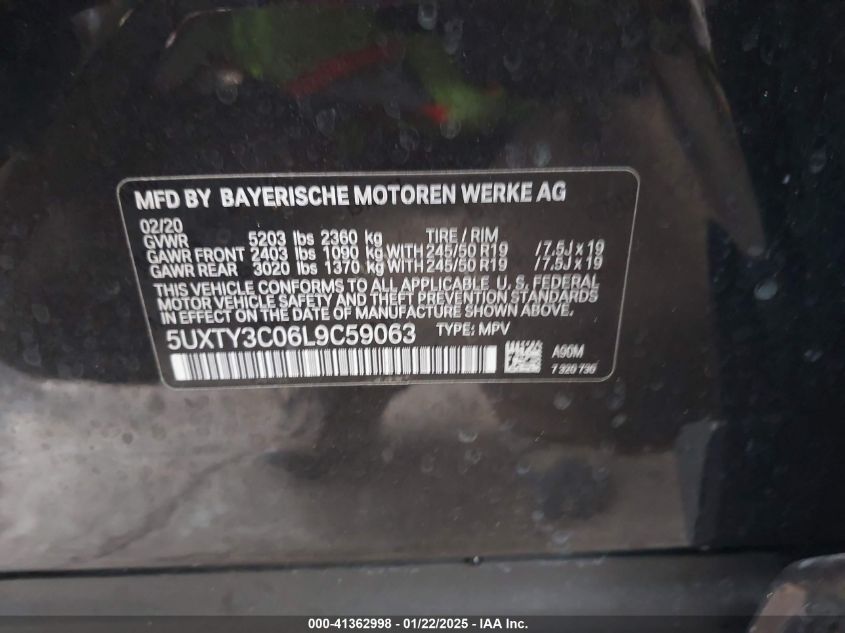 MFD BY BAYERISCHE MOTOREN WERKE AG
02/20
GVWR 5203 lbs 2360 kg TIRE / RIM
GAWR FRONT 2403 lbs 1090 kg WITH 245/50 R19 /7.5J x 19
GAWR REAR 3020 lbs 1370 kg WITH 245/50 R19 /7.5J x 19
THIS VEHICLE CONFORMS TO ALL APPLICABLE U. S. FEDERAL
MOTOR VEHICLE SAFETY AND THEFT PREVENTION STANDARDS
IN EFFECT ON THE DATE OF MANUFACTURE SHOWN ABOVE.
5UXTY3C06L9C59063 TYPE: MPV
A90M
7 320 730
000-41362998 - 01/22/2025 - IAA Inc.